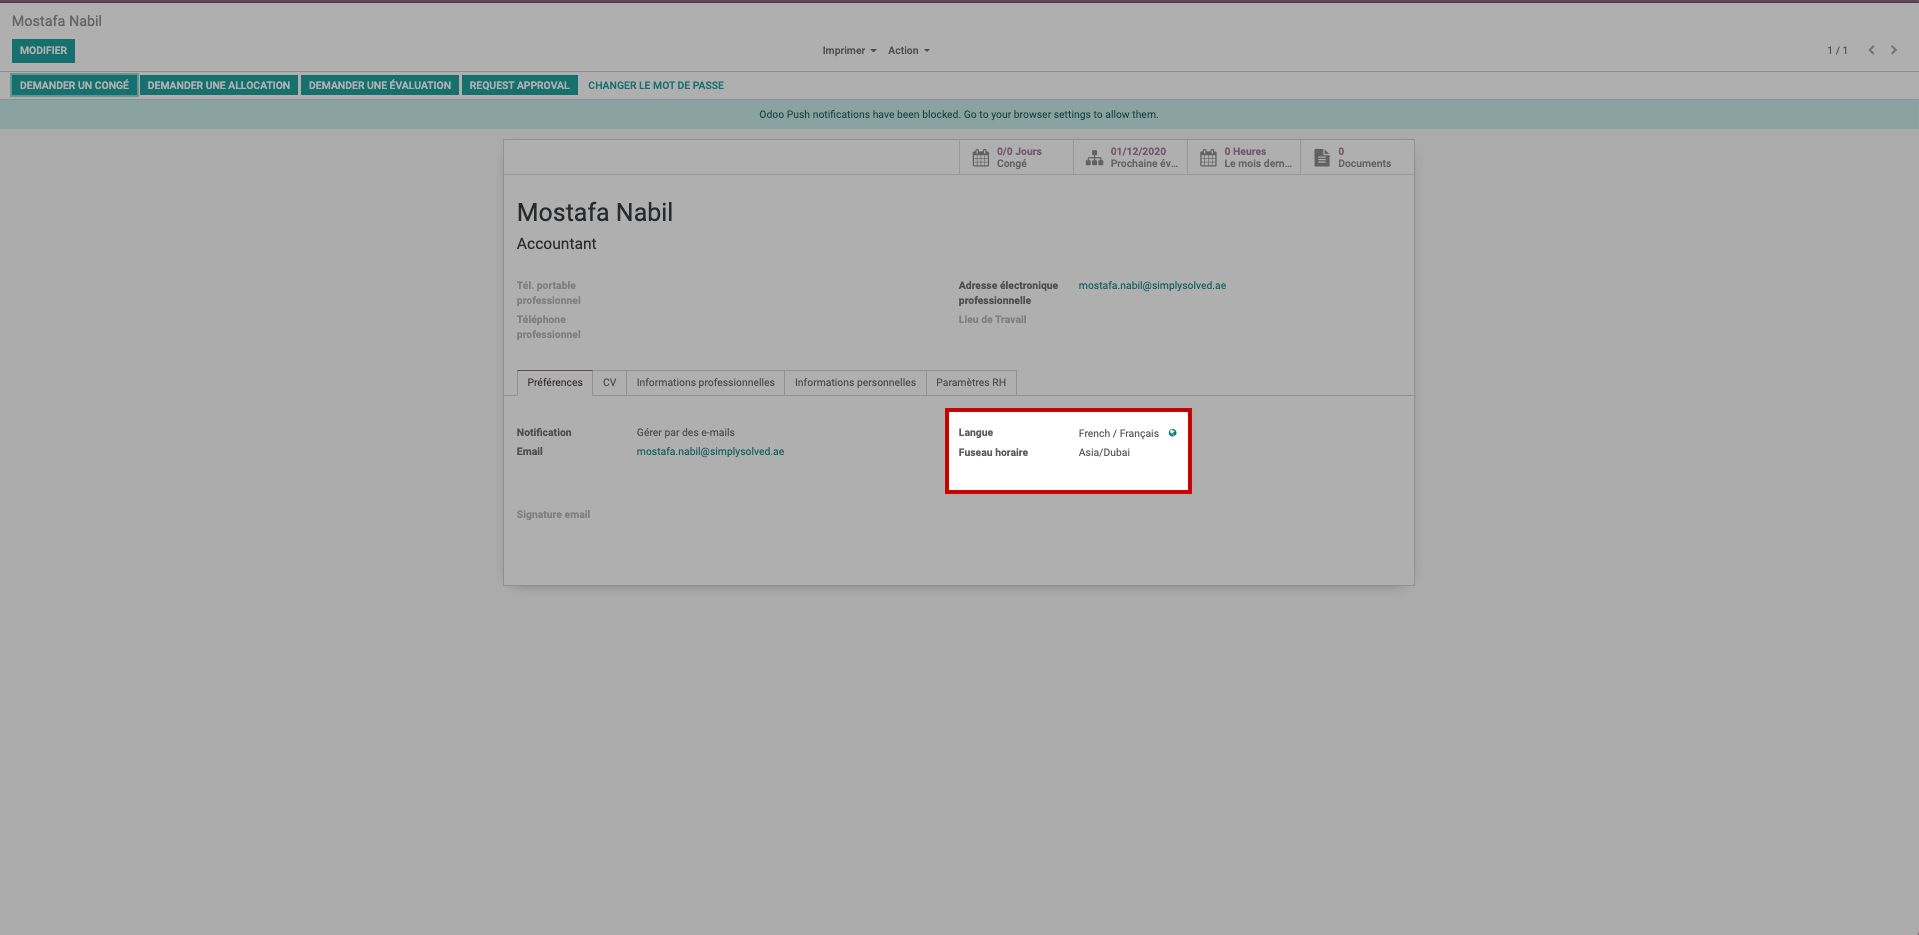 Mostafa Nabil
MODIFIER
Imprimer
Action
1 / 1
DEMANDER UN CONGÉ
DEMANDER UNE ALLOCATION
DEMANDER UNE ÉVALUATION
REQUEST APPROVAL
CHANGER LE MOT DE PASSE
Odoo Push notifications have been blocked. Go to your browser settings to allow them.
0/0 Jours
Congé
01/12/2020
Prochaine év...
0 Heures
Le mois dern...
0
Documents
Mostafa Nabil
Accountant
Tél. portable
professionnel
Téléphone
professionnel
Adresse électronique
professionnelle
mostafa.nabil@simplysolved.ae
Lieu de Travail
Préférences
CV
Informations professionnelles
Informations personnelles
Paramètres RH
Notification
Gérer par des e-mails
Email
mostafa.nabil@simplysolved.ae
Langue
French / Français
Fuseau horaire
Asia/Dubai
Signature email